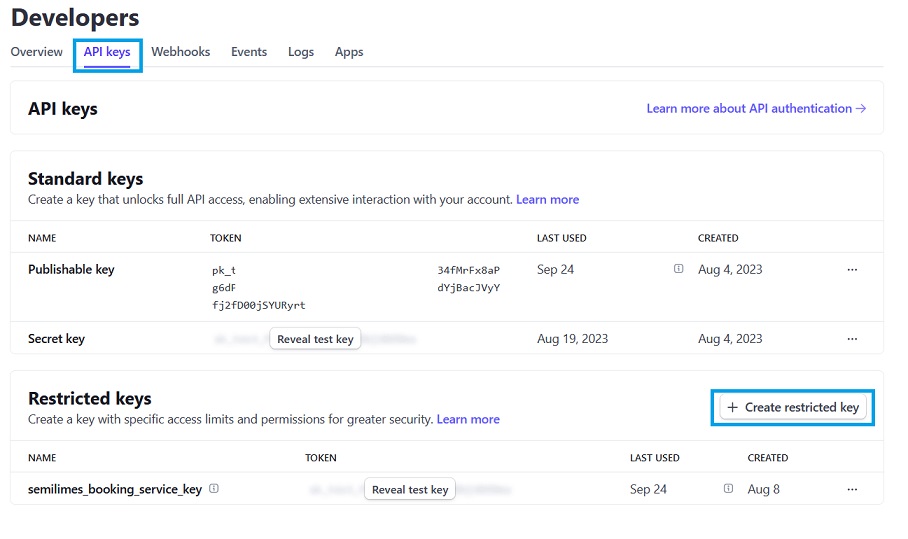 Developers
Overview API keys Webhooks Events Logs Apps
API keys
Learn more about API authentication →
Standard keys
Create a key that unlocks full API access, enabling extensive interaction with your account. Learn more
NAME TOKEN LAST USED CREATED
Publishable key pk_t 34fMrFx8aP Sep 24 Aug 4, 2023 ...
g6dF dYjBacJVyY
fj2fD00jSYURyrt
Secret key Reveal test key Aug 19, 2023 Aug 4, 2023 ...
Restricted keys
Create a key with specific access limits and permissions for greater security. Learn more
+ Create restricted key
NAME TOKEN LAST USED CREATED
semilimes_booking_service_key Reveal test key Sep 24 Aug 8 ...